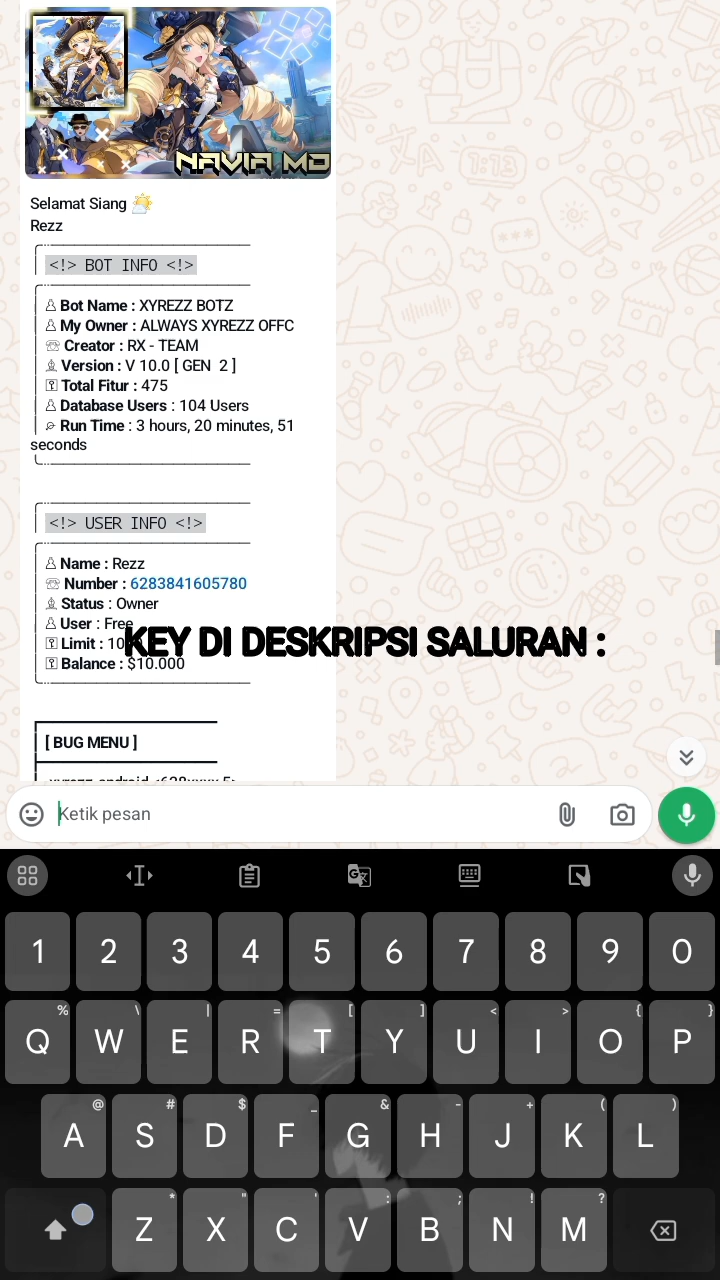 NAVIA MD
Selamat Siang
Rezz
<!> BOT INFO <!>
Bot Name : XYREZZ BOTZ
My Owner : ALWAYS XYREZZ OFFC
Creator : RX - TEAM
Version : V 10.0 [ GEN 2 ]
Total Fitur : 475
Database Users : 104 Users
Run Time : 3 hours, 20 minutes, 51
seconds
<!> USER INFO <!>
Name : Rezz
Number : 6283841605780
Status : Owner
User : Free
Limit : 10
KEY DI DESKRIPSI SALURAN :
Balance : $10.000
[ BUG MENU ]
Ketik pesan
1 2 3 4 5 6 7 8 9 0
% \ | = [ ] < > { }
Q W E R T Y U I O P
@ # $ _ & - + ( )
A S D F G H J K L
* " ' : ; ! ?
Z X C V B N M